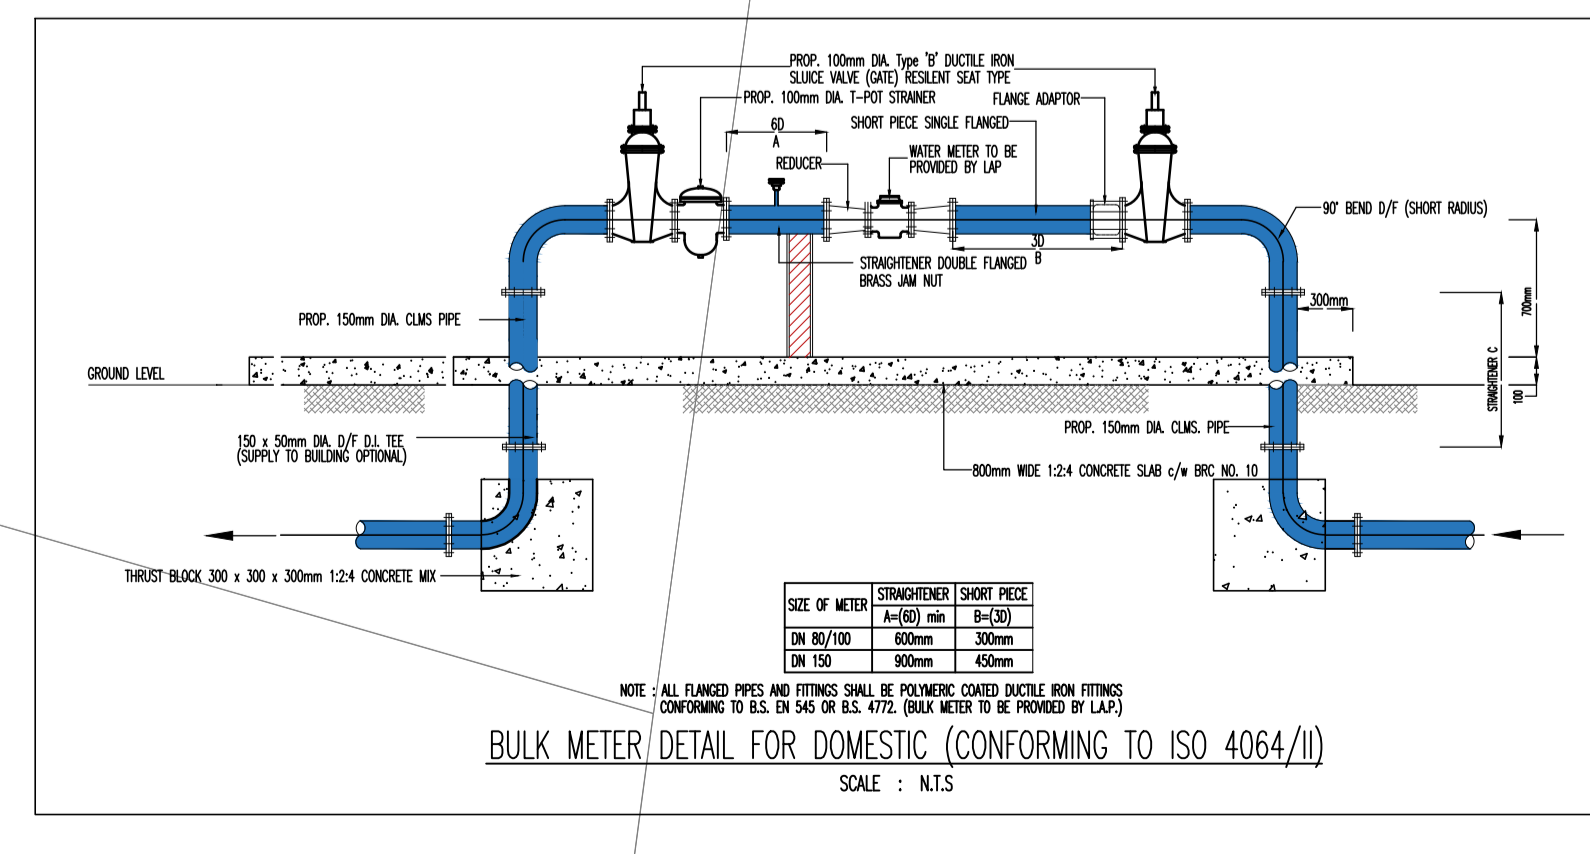 PROP. 100mm DIA. Type 'B' DUCTILE IRON
SLUICE VALVE (GATE) RESILENT SEAT TYPE
PROP. 100mm DIA. T-POT STRAINER
FLANGE ADAPTOR
6D
A
SHORT PIECE SINGLE FLANGED
REDUCER
WATER METER TO BE
PROVIDED BY LAP
90° BEND D/F (SHORT RADIUS)
3D
B
STRAIGHTENER DOUBLE FLANGED
BRASS JAM NUT
300mm
700mm
PROP. 150mm DIA. CLMS PIPE
STRAIGHTENER C
GROUND LEVEL
100
PROP. 150mm DIA. CLMS. PIPE
150 x 50mm DIA. D/F D.I. TEE
(SUPPLY TO BUILDING OPTIONAL)
800mm WIDE 1:2:4 CONCRETE SLAB c/w BRC NO. 10
THRUST BLOCK 300 x 300 x 300mm 1:2:4 CONCRETE MIX
SIZE OF METER STRAIGHTENER SHORT PIECE
A=(6D) min B=(3D)
DN 80/100 600mm 300mm
DN 150 900mm 450mm
NOTE : ALL FLANGED PIPES AND FITTINGS SHALL BE POLYMERIC COATED DUCTILE IRON FITTINGS
CONFORMING TO B.S. EN 545 OR B.S. 4772. (BULK METER TO BE PROVIDED BY L.A.P.)
BULK METER DETAIL FOR DOMESTIC (CONFORMING TO ISO 4064/II)
SCALE : N.T.S